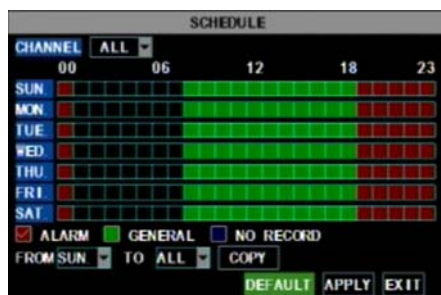 SCHEDULE
CHANNEL ALL
00 06 12 18 23
SUN.
MON.
TUE
WED.
THU.
FRI.
SAT.
ALARM GENERAL NO RECORD
FROM SUN. TO ALL COPY
DEFAULT APPLY EXIT